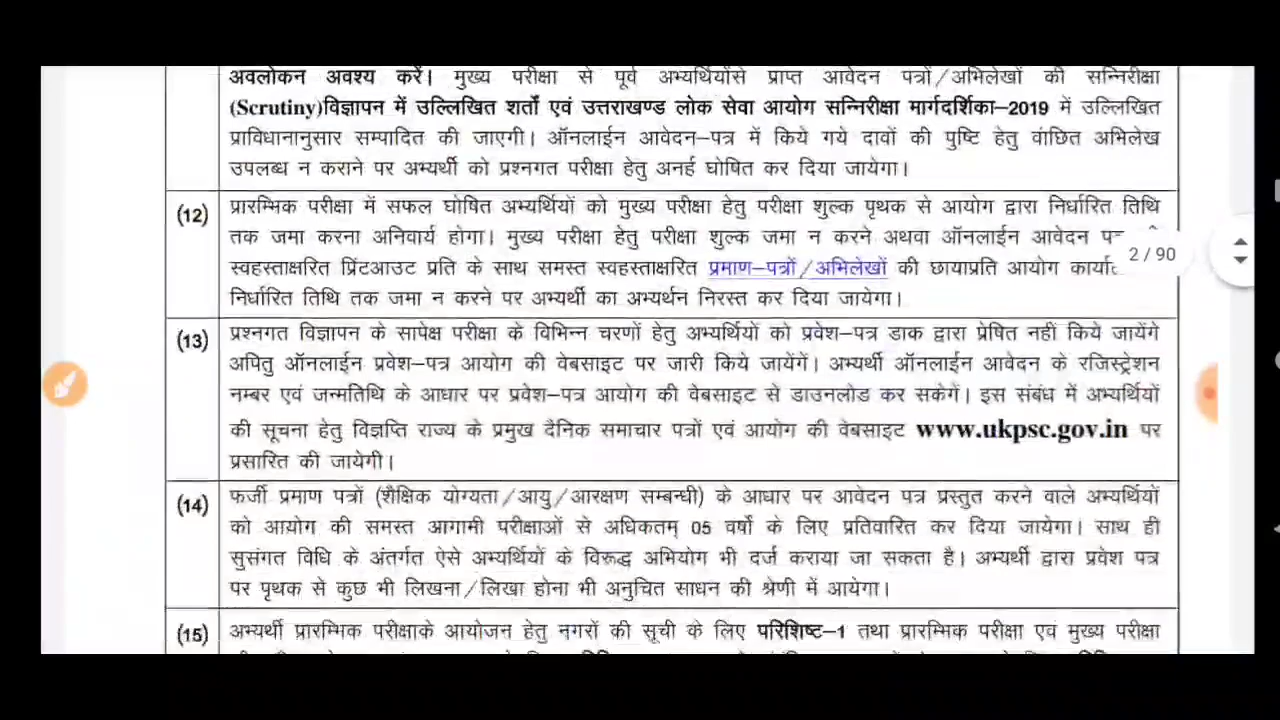 अवलोकन अवश्य करें। मुख्य परीक्षा से पूर्व अभ्यर्थियोंसे प्राप्त आवेदन पत्रों/अभिलेखों की सन्निरीक्षा
(Scrutiny)विज्ञापन में उल्लिखित शर्तों एवं उत्तराखण्ड लोक सेवा आयोग सन्निरीक्षा मार्गदर्शिका–2019 में उल्लिखित
प्राविधानानुसार सम्पादित की जाएगी। ऑनलाईन आवेदन–पत्र में किये गये दावों की पुष्टि हेतु वांछित अभिलेख
उपलब्ध न कराने पर अभ्यर्थी को प्रश्नगत परीक्षा हेतु अनर्ह घोषित कर दिया जायेगा।
(12) प्रारम्भिक परीक्षा में सफल घोषित अभ्यर्थियों को मुख्य परीक्षा हेतु परीक्षा शुल्क पृथक से आयोग द्वारा निर्धारित तिथि
तक जमा करना अनिवार्य होगा। मुख्य परीक्षा हेतु परीक्षा शुल्क जमा न करने अथवा ऑनलाईन आवेदन
2/90
स्वहस्ताक्षरित प्रिंटआउट प्रति के साथ समस्त स्वहस्ताक्षरित प्रमाण–पत्रों/अभिलेखों की छायाप्रति आयोग
निर्धारित तिथि तक जमा न करने पर अभ्यर्थी का अभ्यर्थन निरस्त कर दिया जायेगा।
(13) प्रश्नगत विज्ञापन के सापेक्ष परीक्षा के विभिन्न चरणों हेतु अभ्यर्थियों को प्रवेश–पत्र डाक द्वारा प्रेषित नहीं किये जायेंगे
अपितु ऑनलाईन प्रवेश–पत्र आयोग की वेबसाइट पर जारी किये जायेंगें। अभ्यर्थी ऑनलाईन आवेदन के रजिस्ट्रेशन
नम्बर एवं जन्मतिथि के आधार पर प्रवेश–पत्र आयोग की वेबसाइट से डाउनलोड कर सकेगें। इस संबंध में अभ्यर्थियों
की सूचना हेतु विज्ञप्ति राज्य के प्रमुख दैनिक समाचार पत्रों एवं आयोग की वेबसाइट www.ukpsc.gov.in पर
प्रसारित की जायेगी।
(14) फर्जी प्रमाण पत्रों (शैक्षिक योग्यता/आयु/आरक्षण सम्बन्धी) के आधार पर आवेदन पत्र प्रस्तुत करने वाले अभ्यर्थियों
को आयोग की समस्त आगामी परीक्षाओं से अधिकतम् 05 वर्षो के लिए प्रतिवारित कर दिया जायेगा। साथ ही
सुसंगत विधि के अंतर्गत ऐसे अभ्यर्थियों के विरूद्ध अभियोग भी दर्ज कराया जा सकता है। अभ्यर्थी द्वारा प्रवेश पत्र
पर पृथक से कुछ भी लिखना/लिखा होना भी अनुचित साधन की श्रेणी में आयेगा।
(15) अभ्यर्थी प्रारम्भिक परीक्षाके आयोजन हेतु नगरों की सूची के लिए परिशिष्ट–1 तथा प्रारम्भिक परीक्षा एवं मुख्य परीक्षा